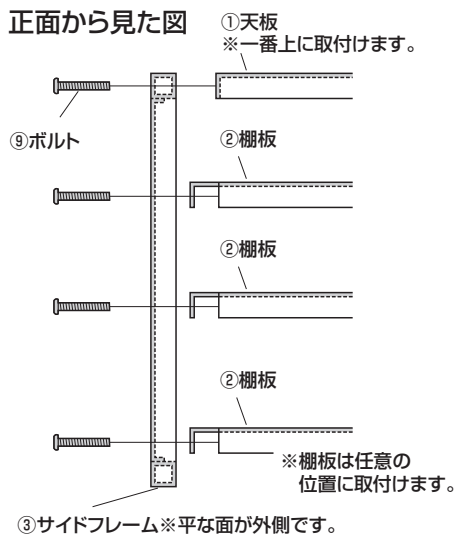 正面から見た図
①天板
※一番上に取付けます。
⑨ボルト
②棚板
②棚板
②棚板
※棚板は任意の
位置に取付けます。
③サイドフレーム※平な面が外側です。